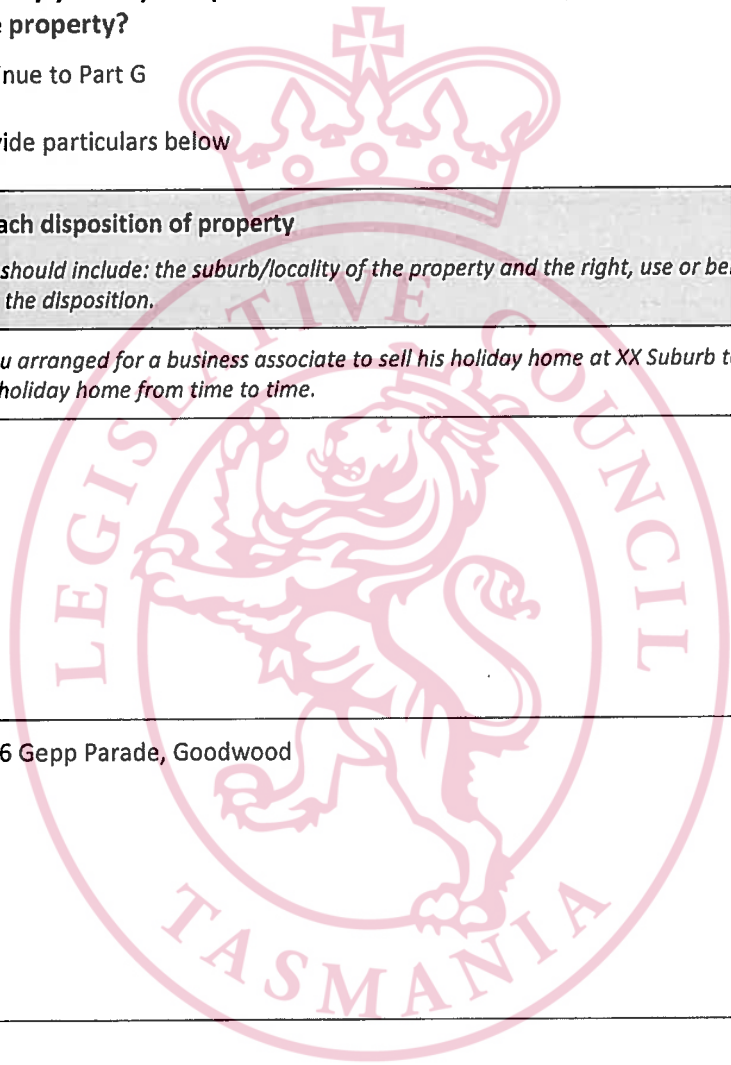 e property?
nue to Part G
vide particulars below
ach disposition of property
should include: the suburb/locality of the property and the right, use or be
the disposition.
u arranged for a business associate to sell his holiday home at XX Suburb t
holiday home from time to time.
6 Gepp Parade, Goodwood
LEGISLATIVE COUNCIL
TASMANIA